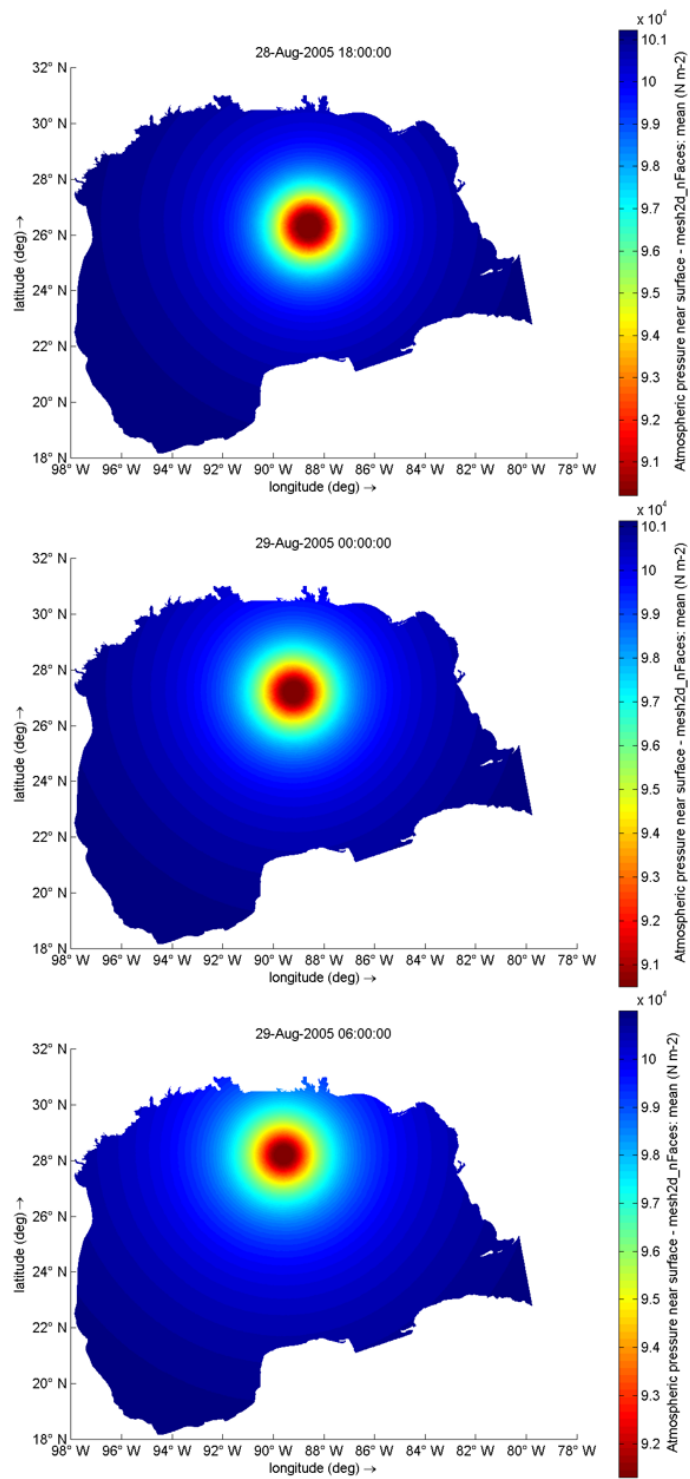 28-Aug-2005 18:00:00
32° N
30° N
28° N
26° N
24° N
22° N
20° N
18° N
latitude (deg) →
98° W 96° W 94° W 92° W 90° W 88° W 86° W 84° W 82° W 80° W 78° W
longitude (deg) →
x 10⁴
10.1
10
9.9
9.8
9.7
9.6
9.5
9.4
9.3
9.2
9.1
Atmospheric pressure near surface - mesh2d_nFaces: mean (N m-2)
29-Aug-2005 00:00:00
32° N
30° N
28° N
26° N
24° N
22° N
20° N
18° N
latitude (deg) →
98° W 96° W 94° W 92° W 90° W 88° W 86° W 84° W 82° W 80° W 78° W
longitude (deg) →
x 10⁴
10.1
10
9.9
9.8
9.7
9.6
9.5
9.4
9.3
9.2
9.1
Atmospheric pressure near surface - mesh2d_nFaces: mean (N m-2)
29-Aug-2005 06:00:00
32° N
30° N
28° N
26° N
24° N
22° N
20° N
18° N
latitude (deg) →
98° W 96° W 94° W 92° W 90° W 88° W 86° W 84° W 82° W 80° W 78° W
longitude (deg) →
x 10⁴
10
9.9
9.8
9.7
9.6
9.5
9.4
9.3
9.2
Atmospheric pressure near surface - mesh2d_nFaces: mean (N m-2)